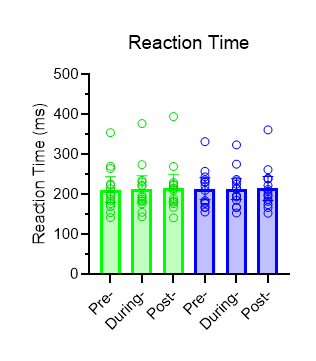 Reaction Time
Reaction Time (ms)
500
400
300
200
100
0
Pre-
During-
Post-
Pre-
During-
Post-